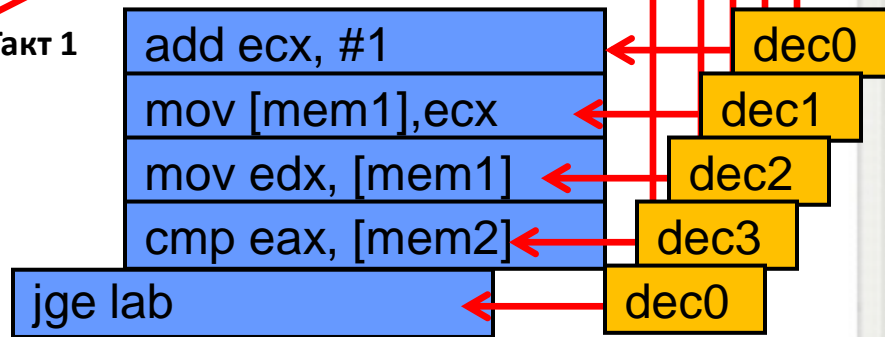 Такт 1
add ecx, #1 dec0
mov [mem1],ecx dec1
mov edx, [mem1] dec2
cmp eax, [mem2] dec3
jge lab dec0